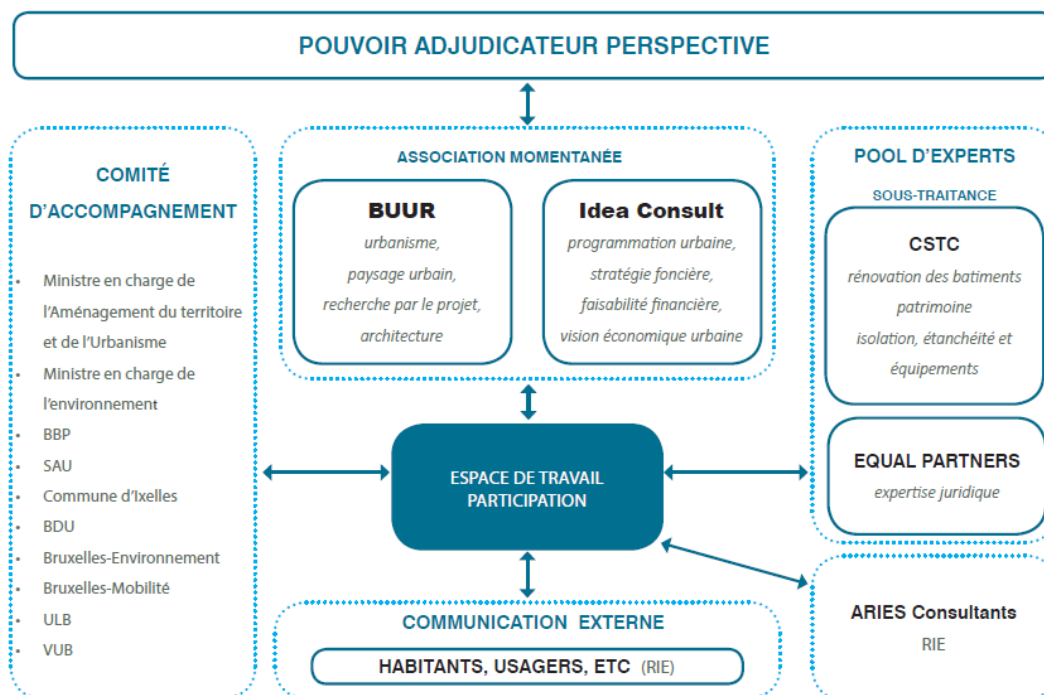 POUVOIR ADJUDICATEUR PERSPECTIVE
COMITÉ
D'ACCOMPAGNEMENT
• Ministre en charge de
l'Aménagement du territoire
et de l'Urbanisme
• Ministre en charge de
l'environnement
• BBP
• SAU
• Commune d'Ixelles
• BDU
• Bruxelles-Environnement
• Bruxelles-Mobilité
• ULB
• VUB
ASSOCIATION MOMENTANÉE
BUUR
urbanisme,
paysage urbain,
recherche par le projet,
architecture
Idea Consult
programmation urbaine,
stratégie foncière,
faisabilité financière,
vision économique urbaine
ESPACE DE TRAVAIL
PARTICIPATION
COMMUNICATION EXTERNE
HABITANTS, USAGERS, ETC (RIE)
POOL D'EXPERTS
SOUS-TRAITANCE
CSTC
rénovation des batiments
patrimoine
isolation, étanchéité et
équipements
EQUAL PARTNERS
expertise juridique
ARIES Consultants
RIE